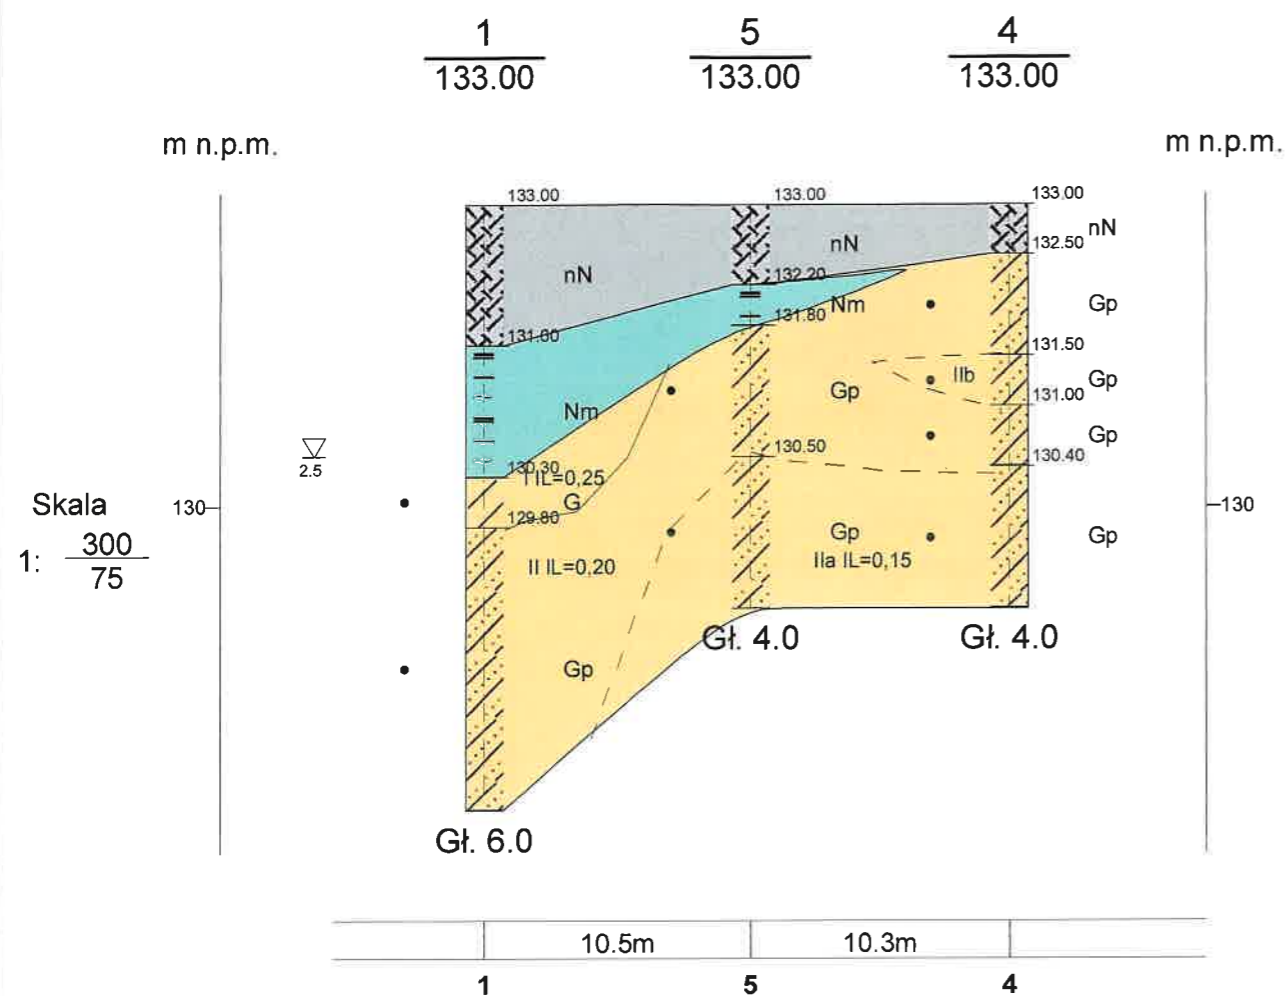 1 5 4
133.00 133.00 133.00
m n.p.m. m n.p.m.
133.00 133.00 133.00
nN
nN 132.50
nN 132.20
Nm Gp
131.80
131.60
131.50
IIb Gp
Gp 131.00
Nm
Gp
130.50 130.40
2.5
130.30
I IL=0,25
G
Skala 130 130
129.80
1: 300
75
Gp Gp
II IL=0,20 IIa IL=0,15
Gł. 4.0 Gł. 4.0
Gp
Gł. 6.0
10.5m 10.3m
1 5 4